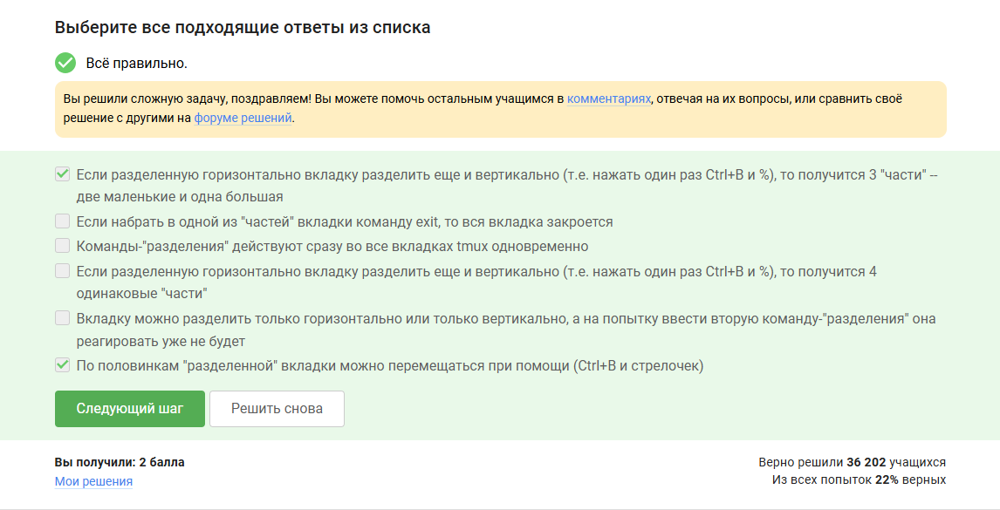 Выберите все подходящие ответы из списка
Всё правильно.
Вы решили сложную задачу, поздравляем! Вы можете помочь остальным учащимся в комментариях, отвечая на их вопросы, или сравнить своё
решение с другими на форуме решений.
Если разделенную горизонтально вкладку разделить еще и вертикально (т.е. нажать один раз Ctrl+B и %), то получится 3 "части" --
две маленькие и одна большая
Если набрать в одной из "частей" вкладки команду exit, то вся вкладка закроется
Команды-"разделения" действуют сразу во все вкладках tmux одновременно
Если разделенную горизонтально вкладку разделить еще и вертикально (т.е. нажать один раз Ctrl+B и %), то получится 4
одинаковые "части"
Вкладку можно разделить только горизонтально или только вертикально, а на попытку ввести вторую команду-"разделения" она
реагировать уже не будет
По половинкам "разделенной" вкладки можно перемещаться при помощи (Ctrl+B и стрелочек)
Следующий шаг
Решить снова
Вы получили: 2 балла
Верно решили 36 202 учащихся
Мои решения
Из всех попыток 22% верных